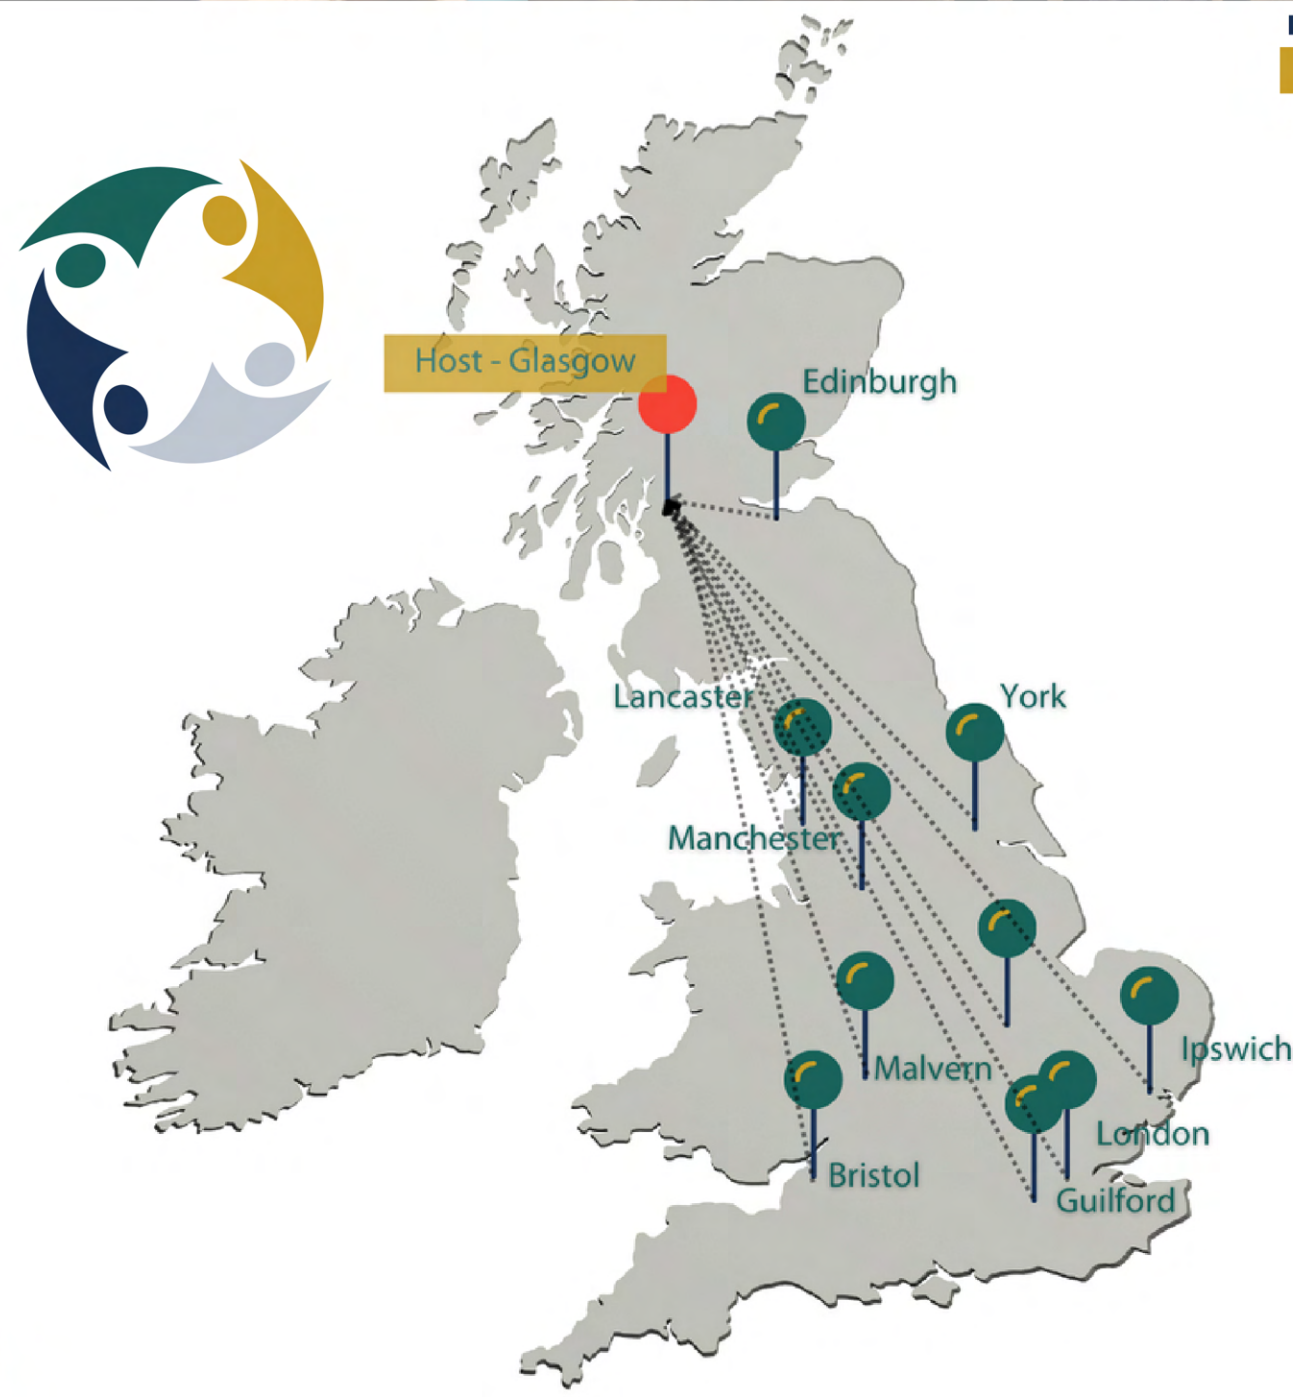 Host - Glasgow
Edinburgh
Lancaster
York
Manchester
Ipswich
Malvern
London
Bristol
Guilford